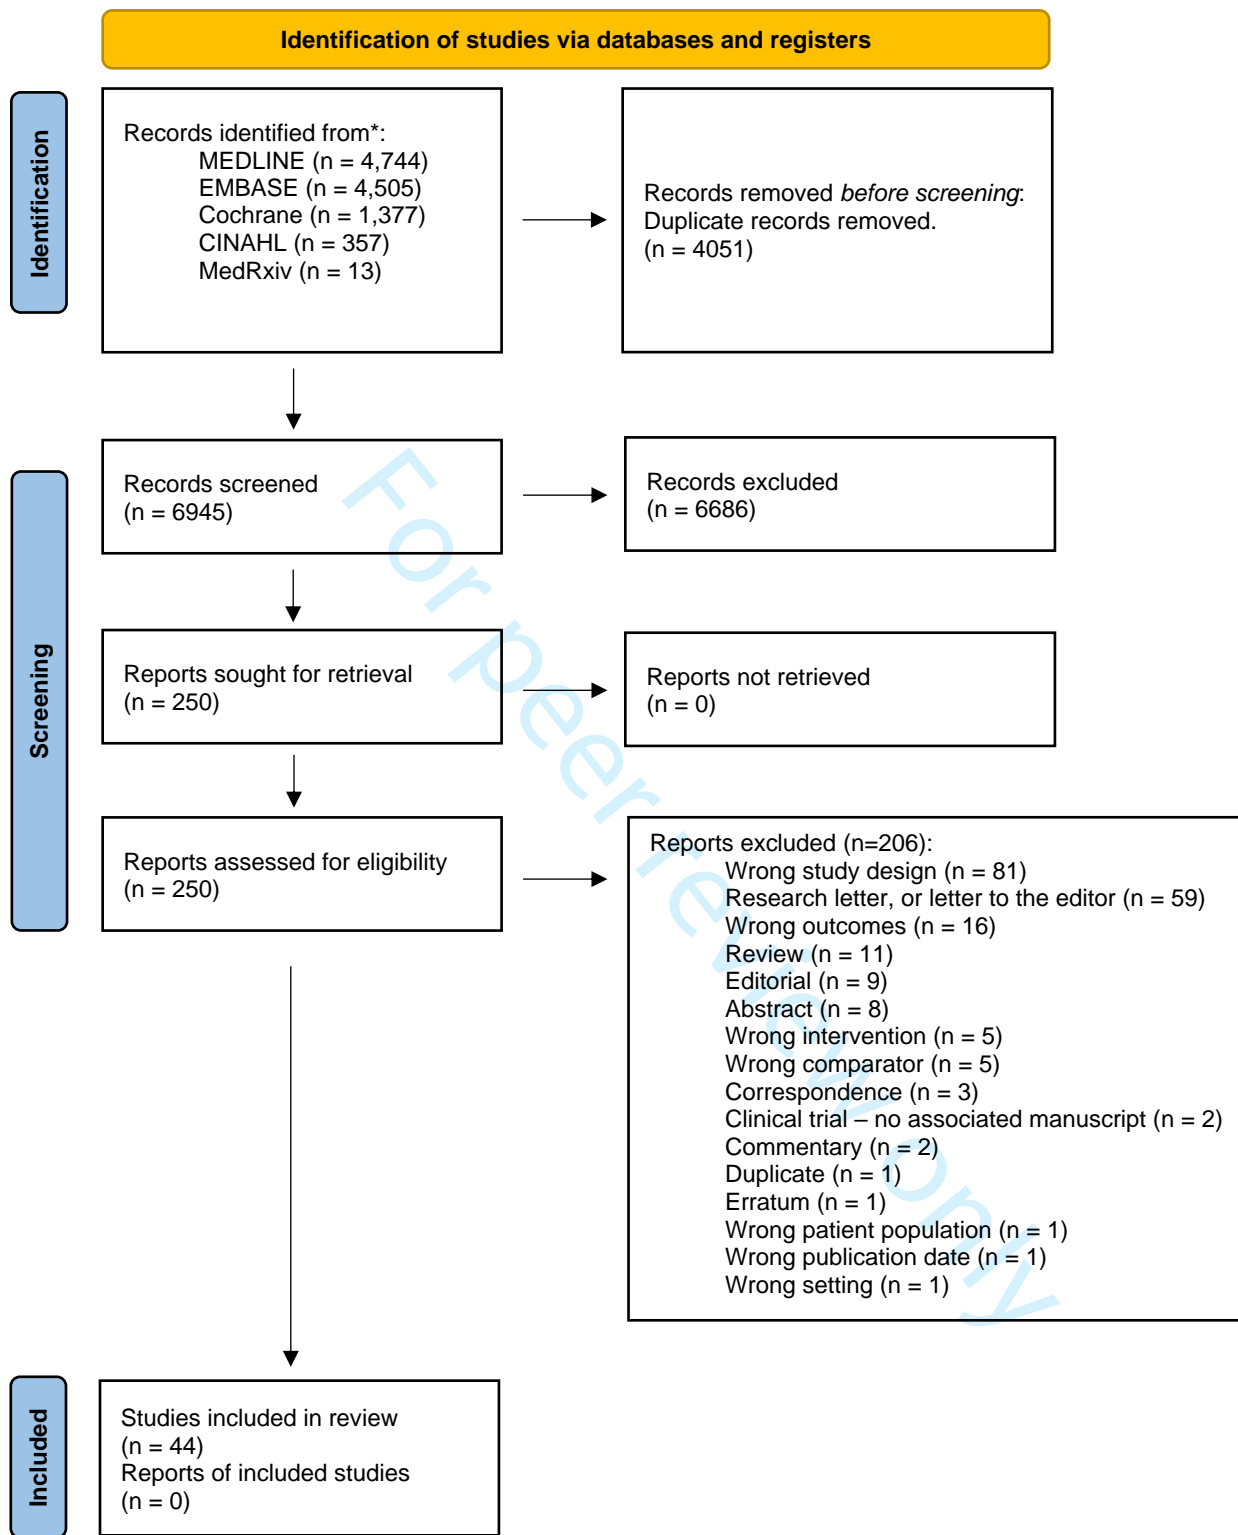 Identification of studies via databases and registers
Identification
Records identified from*:
MEDLINE (n = 4,744)
EMBASE (n = 4,505)
Cochrane (n = 1,377)
CINAHL (n = 357)
MedRxiv (n = 13)
Records removed before screening:
Duplicate records removed.
(n = 4051)
Screening
Records screened
(n = 6945)
Records excluded
(n = 6686)
Reports sought for retrieval
(n = 250)
Reports not retrieved
(n = 0)
Reports assessed for eligibility
(n = 250)
Reports excluded (n=206):
Wrong study design (n = 81)
Research letter, or letter to the editor (n = 59)
Wrong outcomes (n = 16)
Review (n = 11)
Editorial (n = 9)
Abstract (n = 8)
Wrong intervention (n = 5)
Wrong comparator (n = 5)
Correspondence (n = 3)
Clinical trial – no associated manuscript (n = 2)
Commentary (n = 2)
Duplicate (n = 1)
Erratum (n = 1)
Wrong patient population (n = 1)
Wrong publication date (n = 1)
Wrong setting (n = 1)
Included
Studies included in review
(n = 44)
Reports of included studies
(n = 0)
For peer review only